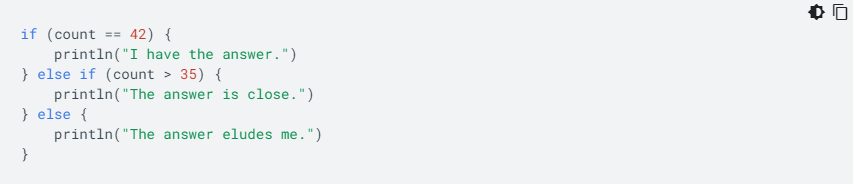 if (count == 42) {
    println("I have the answer.")
} else if (count > 35) {
    println("The answer is close.")
} else {
    println("The answer eludes me.")
}